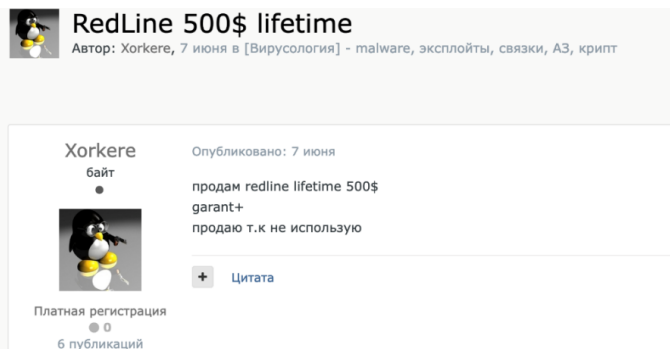 RedLine 500$ lifetime
Автор: Xorkere, 7 июня в [Вирусология] - malware, эксплойты, связки, АЗ, крипт
Xorkere
байт
Опубликовано: 7 июня
продам redline lifetime 500$
garant+
продаю т.к не использую
+ Цитата
Платная регистрация
0
6 публикаций